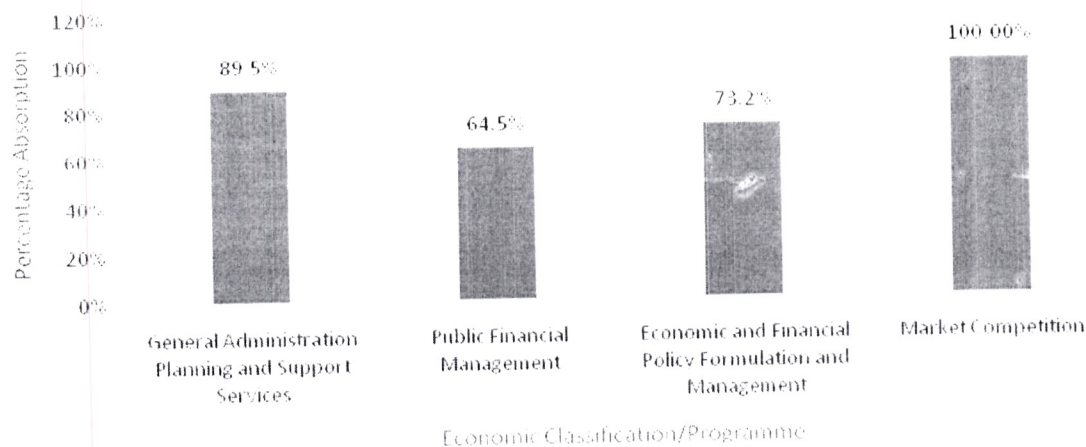 120%
100%
80%
60%
40%
20%
0%
Percentage Absorption
89.5%
64.5%
73.2%
100.00%
General Administration
Planning and Support
Services
Public Financial
Management
Economic and Financial
Policy Formulation and
Management
Market Competition
Economic Classification/Programme